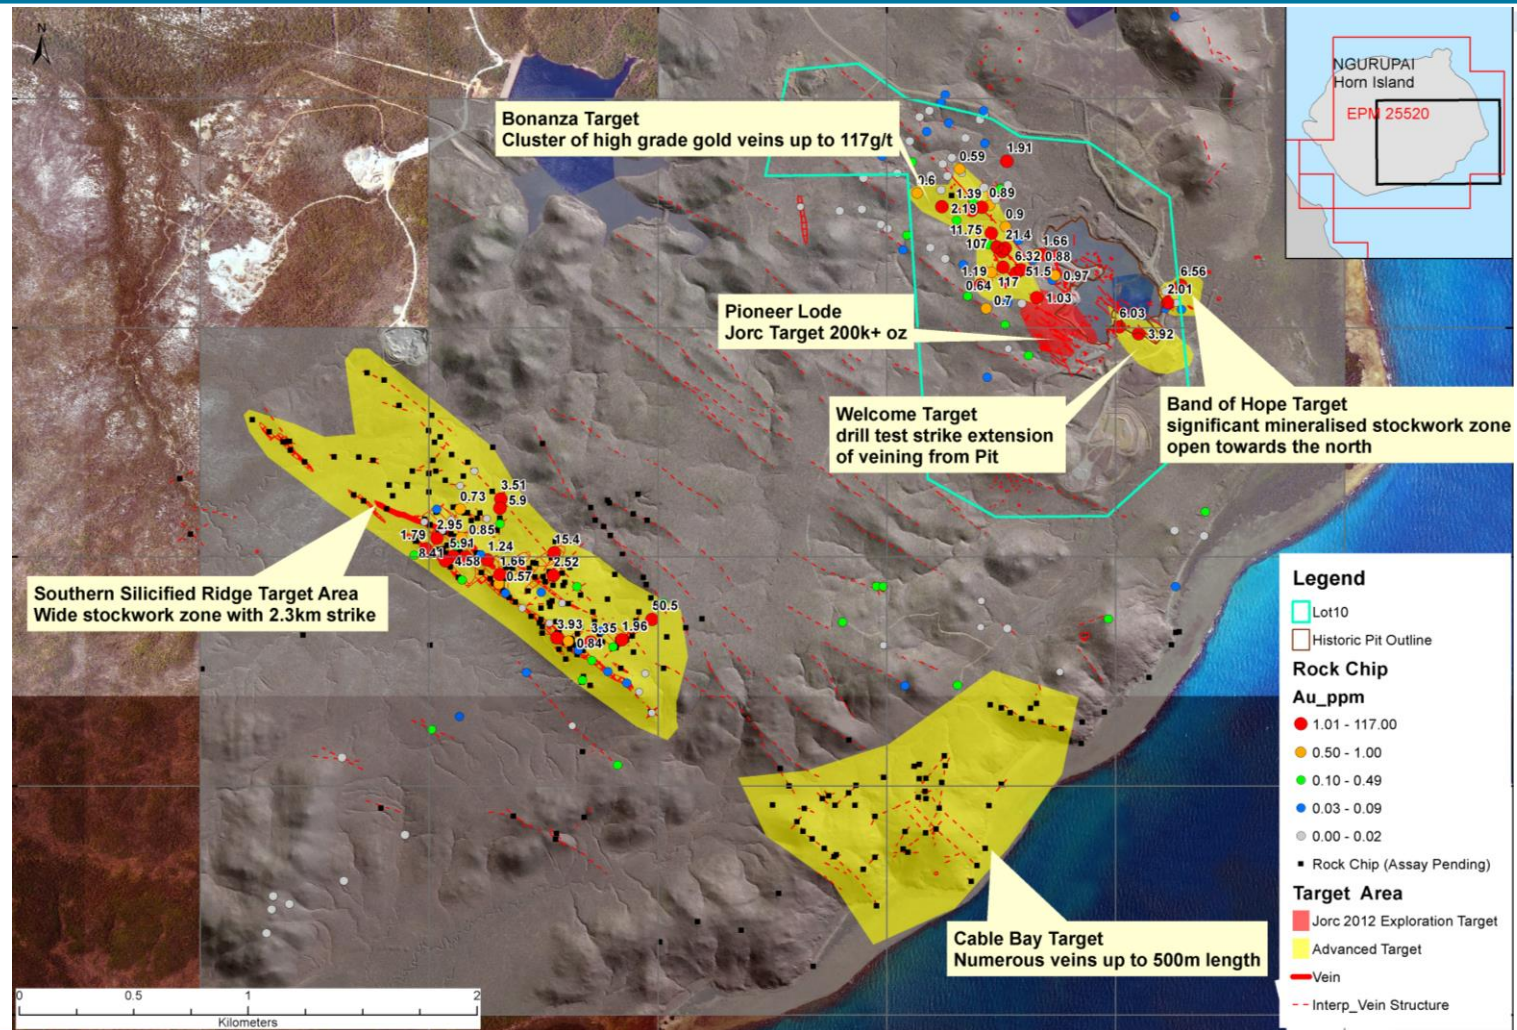 N
NGURUPAI
Horn Island
EPM 25520
Bonanza Target
Cluster of high grade gold veins up to 117g/t
1.91
0.59
0.6
1.39
0.89
2.19
0.9
11.75
21.4
107
1.66
6.32
0.88
1.19
51.5
0.97
117
0.64
0.7
1.03
6.56
2.01
6.03
3.92
Pioneer Lode
Jorc Target 200k+ oz
Welcome Target
drill test strike extension
of veining from Pit
Band of Hope Target
significant mineralised stockwork zone
open towards the north
3.51
0.73
5.9
2.95
0.85
1.79
5.91
1.24
8.41
4.58
1.66
0.57
15.4
2.52
50.5
3.93
3.35
1.96
0.84
Southern Silicified Ridge Target Area
Wide stockwork zone with 2.3km strike
Cable Bay Target
Numerous veins up to 500m length
Legend
Lot10
Historic Pit Outline
Rock Chip
Au_ppm
1.01 - 117.00
0.50 - 1.00
0.10 - 0.49
0.03 - 0.09
0.00 - 0.02
Rock Chip (Assay Pending)
Target Area
Jorc 2012 Exploration Target
Advanced Target
Vein
Interp_Vein Structure
0 0.5 1 2
Kilometers